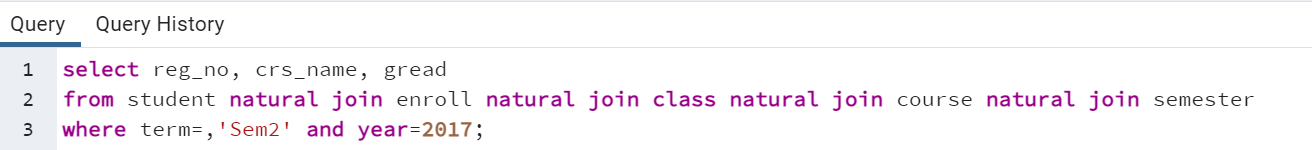 Query Query History
1 select reg_no, crs_name, gread
2 from student natural join enroll natural join class natural join course natural join semester
3 where term=,'Sem2' and year=2017;